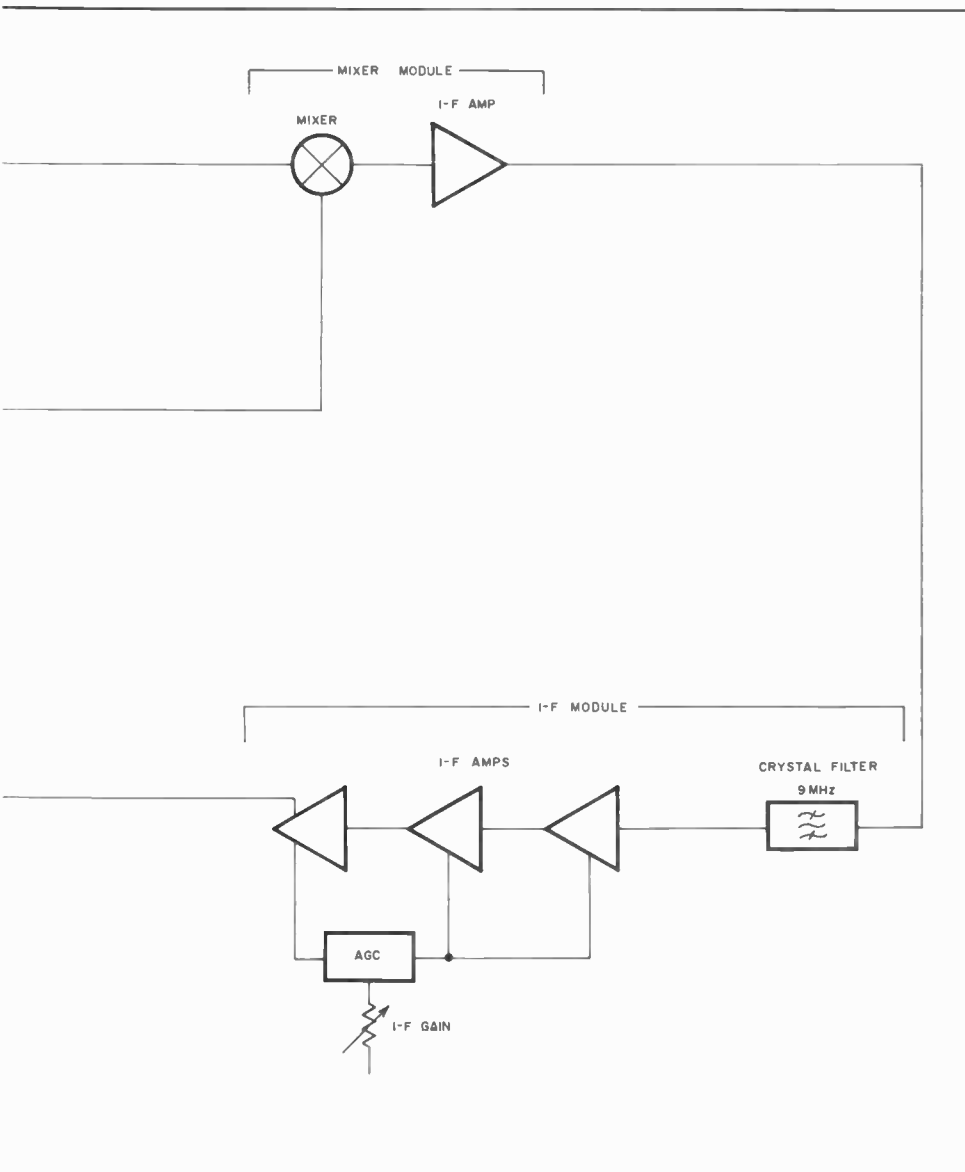 MIXER MODULE
I-F AMP
MIXER
I-F MODULE
I-F AMPS
CRYSTAL FILTER
9 MHz
AGC
I-F GAIN